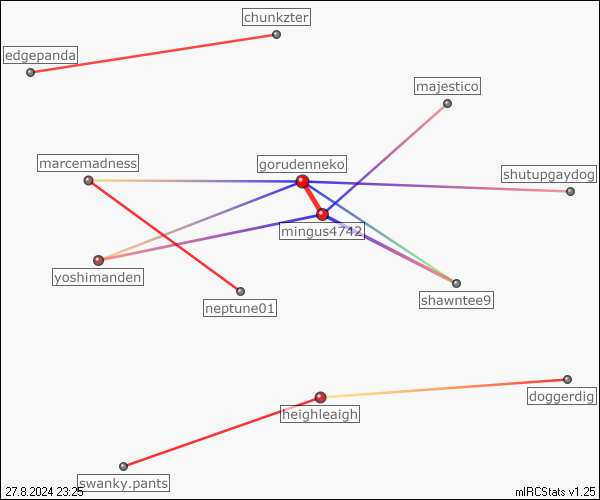 chunkzter
edgepanda
majestico
marcemadness
gorudenneko
shutupgaydog
mingus4742
yoshimanden
shawntee9
neptune01
doggerdig
heighleaigh
swanky.pants
27.8.2024 23:25
mIRCStats v1.25